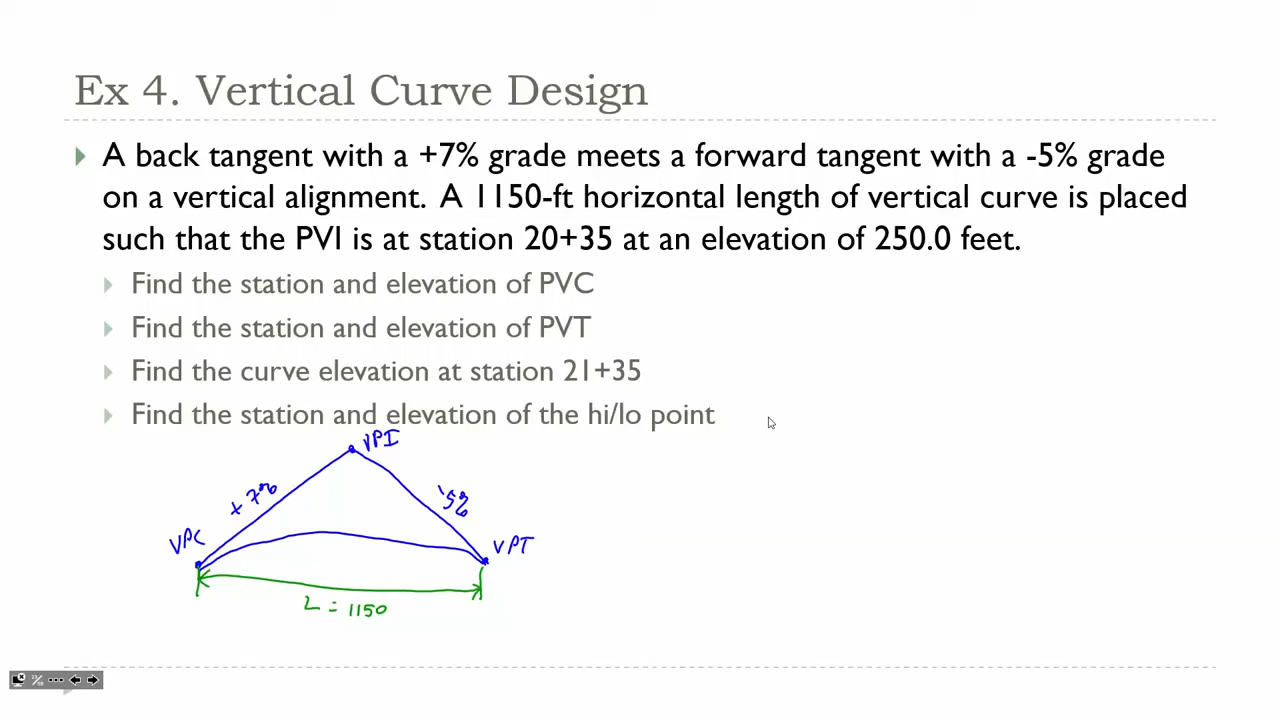 Ex 4. Vertical Curve Design
A back tangent with a +7% grade meets a forward tangent with a -5% grade
on a vertical alignment. A 1150-ft horizontal length of vertical curve is placed
such that the PVI is at station 20+35 at an elevation of 250.0 feet.
Find the station and elevation of PVC
Find the station and elevation of PVT
Find the curve elevation at station 21+35
Find the station and elevation of the hi/lo point
VPI
+7%
-5%
VPC
VPT
L = 1150